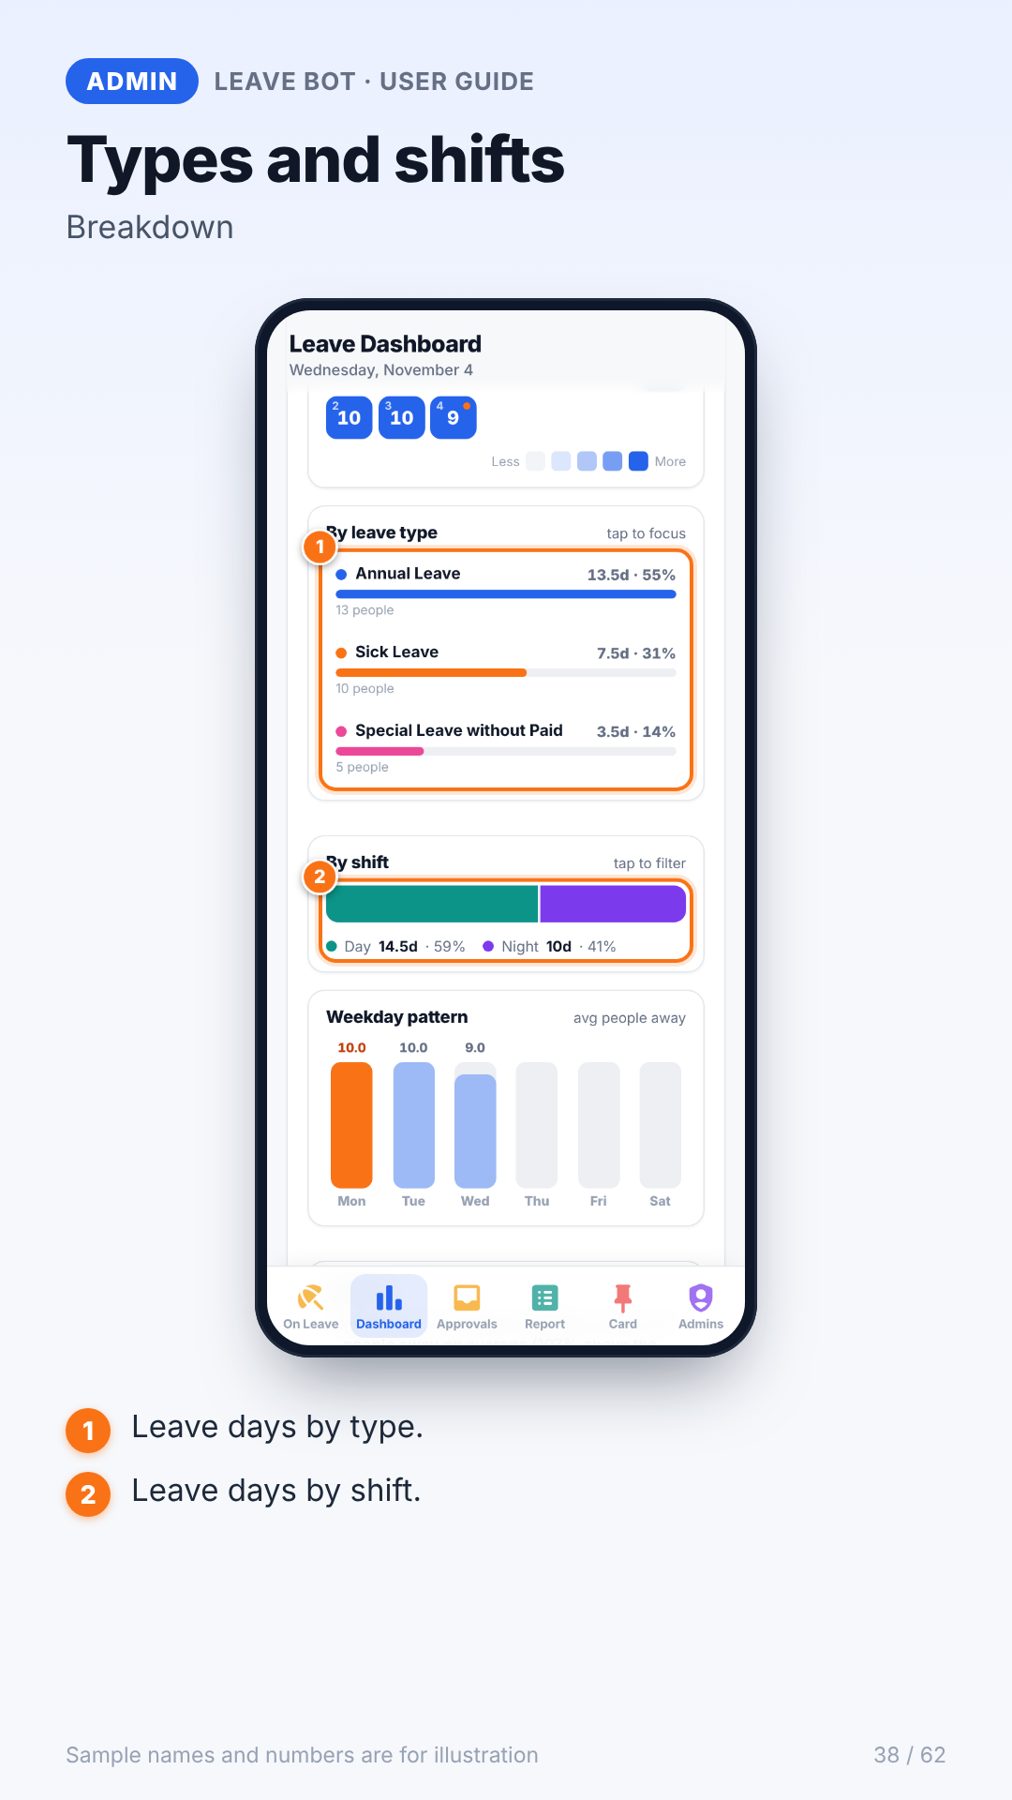 ADMIN LEAVE BOT · USER GUIDE
Types and shifts
Breakdown
Leave Dashboard
Wednesday, November 4
2 10 3 10 4 9
Less More
By leave type tap to focus
1
Annual Leave 13.5d · 55%
13 people
Sick Leave 7.5d · 31%
10 people
Special Leave without Paid 3.5d · 14%
5 people
By shift tap to filter
2
Day 14.5d · 59% Night 10d · 41%
Weekday pattern avg people away
10.0 10.0 9.0
Mon Tue Wed Thu Fri Sat
On Leave Dashboard Approvals Report Card Admins
1 Leave days by type.
2 Leave days by shift.
Sample names and numbers are for illustration 38 / 62